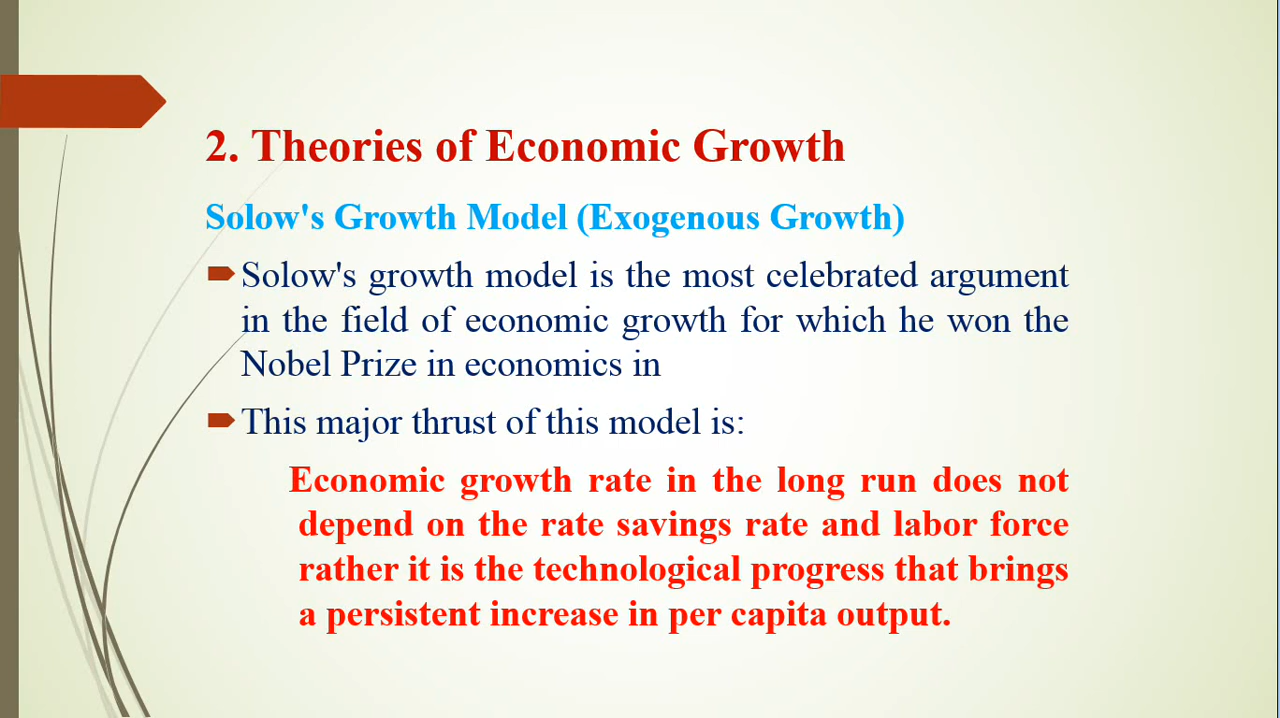 2. Theories of Economic Growth
Solow's Growth Model (Exogenous Growth)
Solow's growth model is the most celebrated argument
in the field of economic growth for which he won the
Nobel Prize in economics in
This major thrust of this model is:
Economic growth rate in the long run does not
depend on the rate savings rate and labor force
rather it is the technological progress that brings
a persistent increase in per capita output.